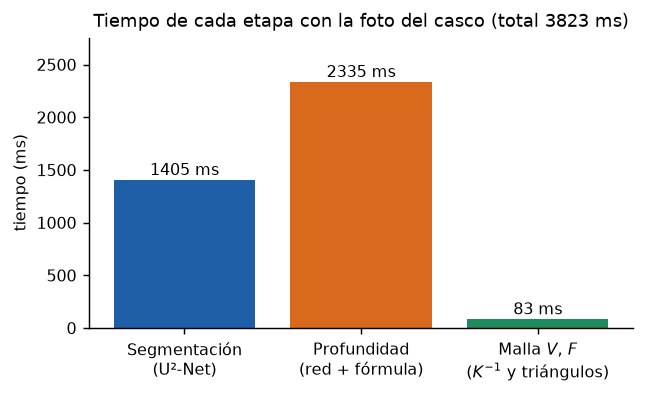 Tiempo de cada etapa con la foto del casco (total 3823 ms)
tiempo (ms)
2500
2000
1500
1000
500
0
1405 ms
2335 ms
83 ms
Segmentación
(U²-Net)
Profundidad
(red + fórmula)
Malla V, F
(K⁻¹ y triángulos)